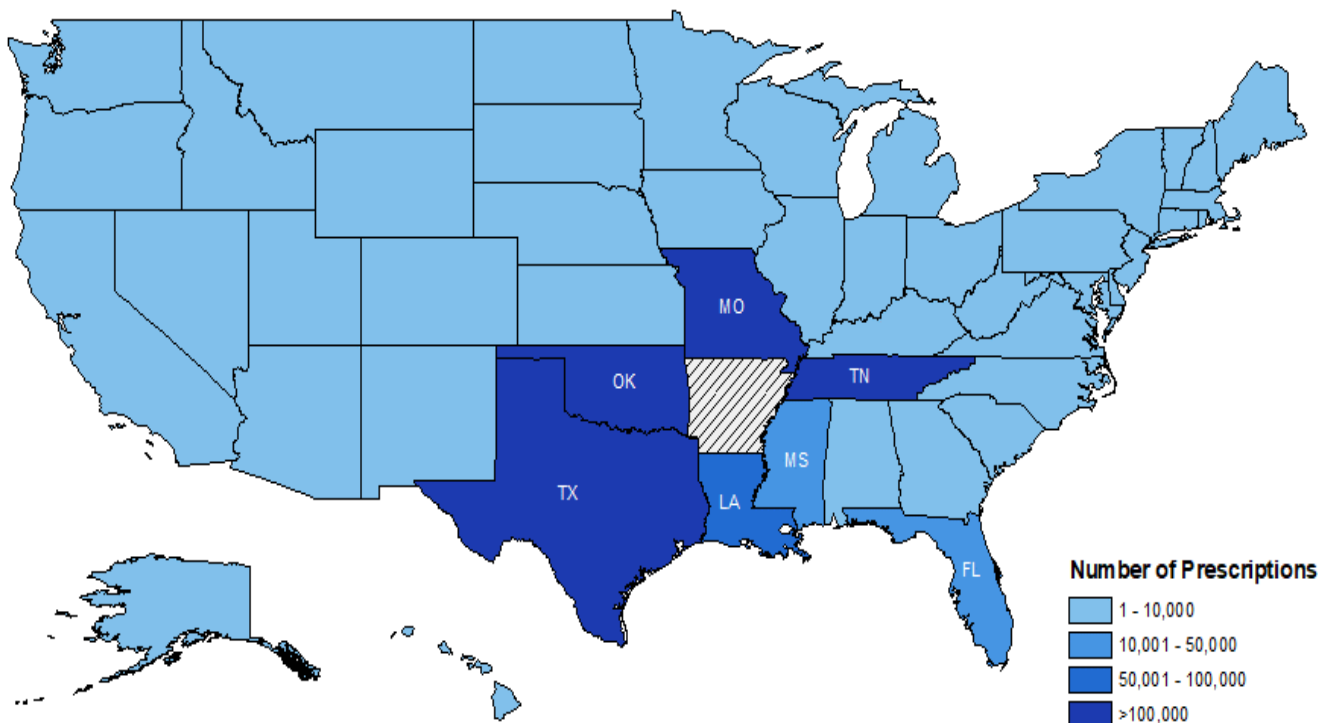 MO
OK
TN
MS
TX
LA
FL
Number of Prescriptions
1 - 10,000
10,001 - 50,000
50,001 - 100,000
>100,000